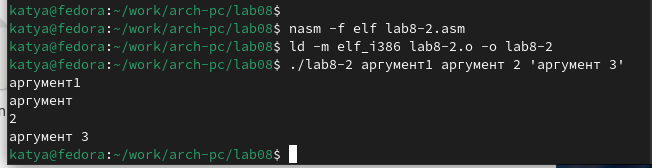 katya@fedora:~/work/arch-pc/lab08$
katya@fedora:~/work/arch-pc/lab08$ nasm -f elf lab8-2.asm
katya@fedora:~/work/arch-pc/lab08$ ld -m elf_i386 lab8-2.o -o lab8-2
katya@fedora:~/work/arch-pc/lab08$ ./lab8-2 аргумент1 аргумент 2 'аргумент 3'
аргумент1
аргумент
2
аргумент 3
katya@fedora:~/work/arch-pc/lab08$